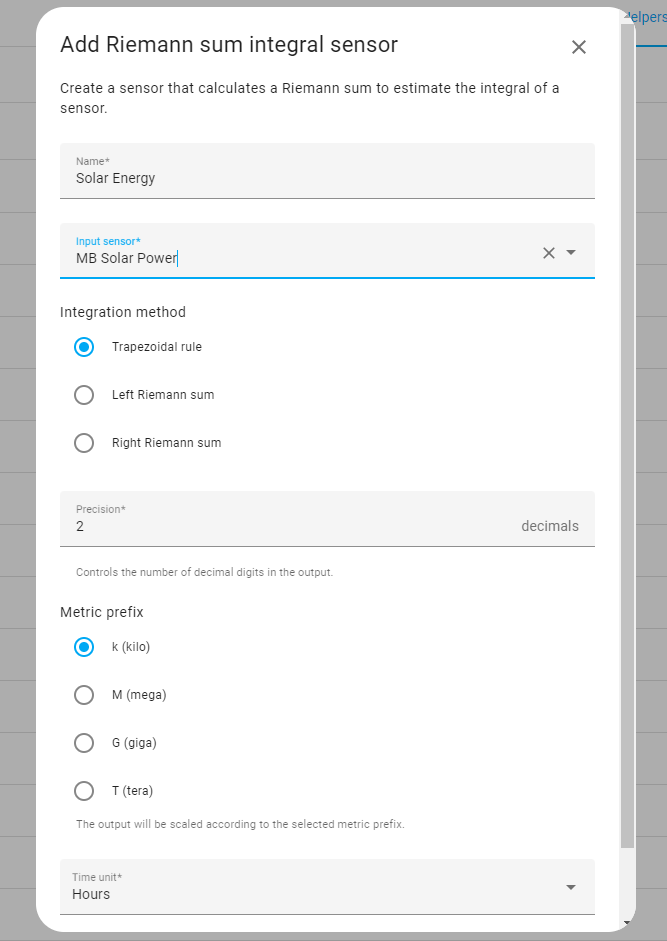 elpers
Add Riemann sum integral sensor
Create a sensor that calculates a Riemann sum to estimate the integral of a
sensor.
Name*
Solar Energy
Input sensor*
MB Solar Power
Integration method
Trapezoidal rule
Left Riemann sum
Right Riemann sum
Precision*
2 decimals
Controls the number of decimal digits in the output.
Metric prefix
k (kilo)
M (mega)
G (giga)
T (tera)
The output will be scaled according to the selected metric prefix.
Time unit*
Hours